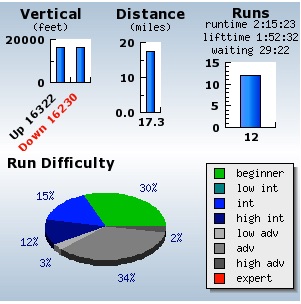 Vertical Distance Runs
(feet) (miles) runtime 2:15:23
lifttime 1:52:32
waiting 29:22
20000
0
Up 16322
Down 16230
20
10
0.0
17.3
15
10
5
0
12
Run Difficulty
30%
15%
12%
3%
34%
2%
beginner
low int
int
high int
low adv
adv
high adv
expert